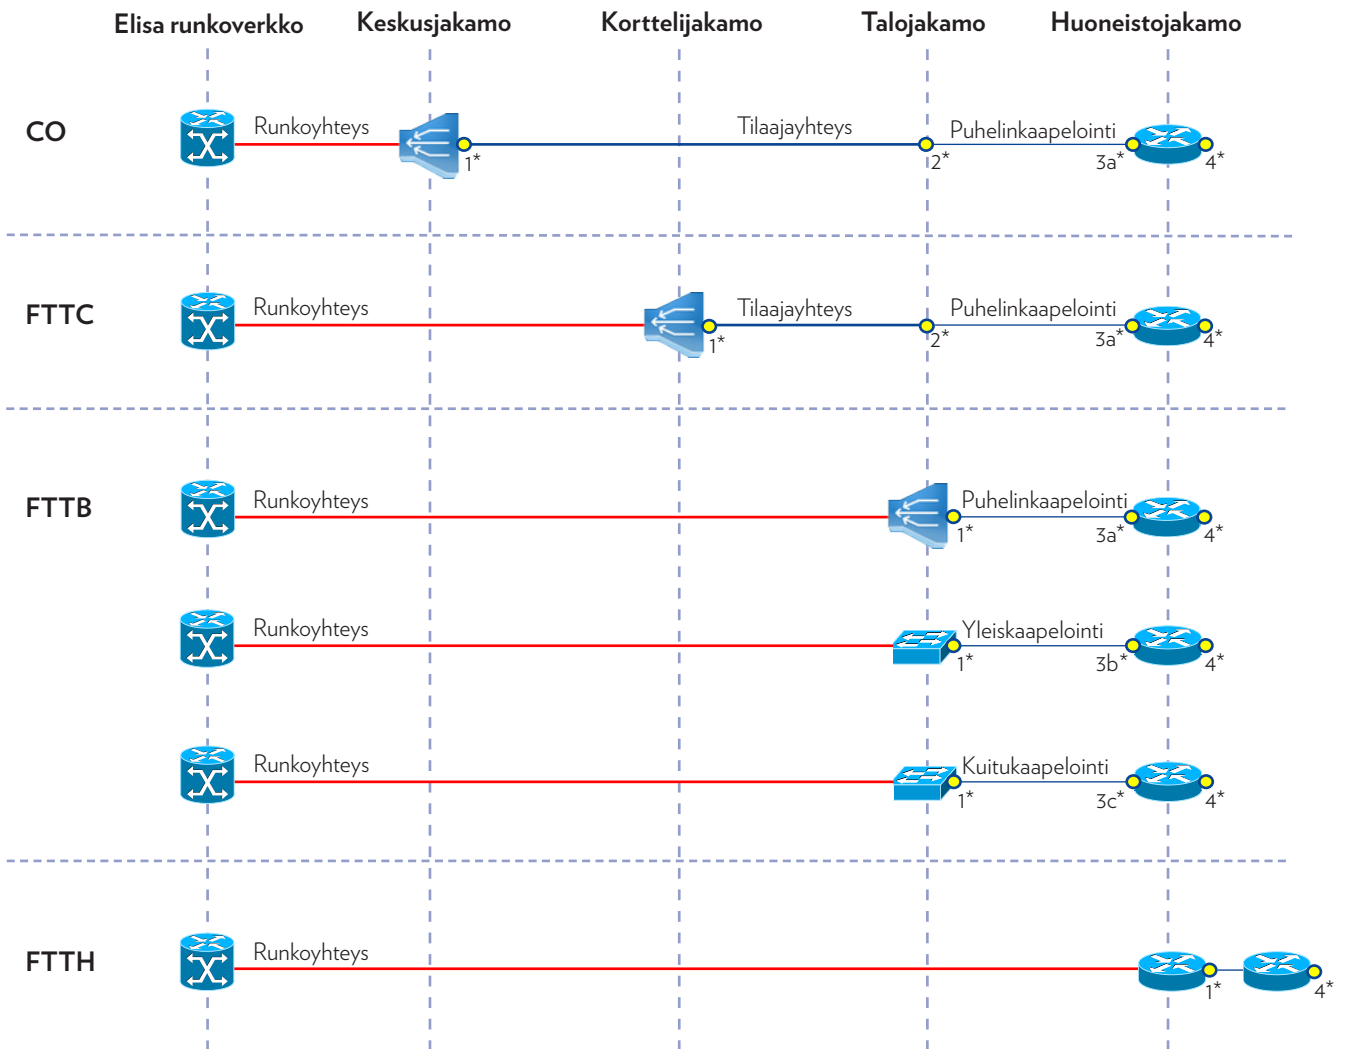 Elisa runkoverkko Keskusjakamo Korttelijakamo Talojakamo Huoneistojakamo
CO Runkoyhteys Tilaajayhteys Puhelinkaapelointi
1* 2* 3a* 4*
FTTC Runkoyhteys Tilaajayhteys Puhelinkaapelointi
1* 2* 3a* 4*
FTTB Runkoyhteys Puhelinkaapelointi
1* 3a* 4*
Runkoyhteys Yleiskaapelointi
1* 3b* 4*
Runkoyhteys Kuitukaapelointi
1* 3c* 4*
FTTH Runkoyhteys
1* 4*